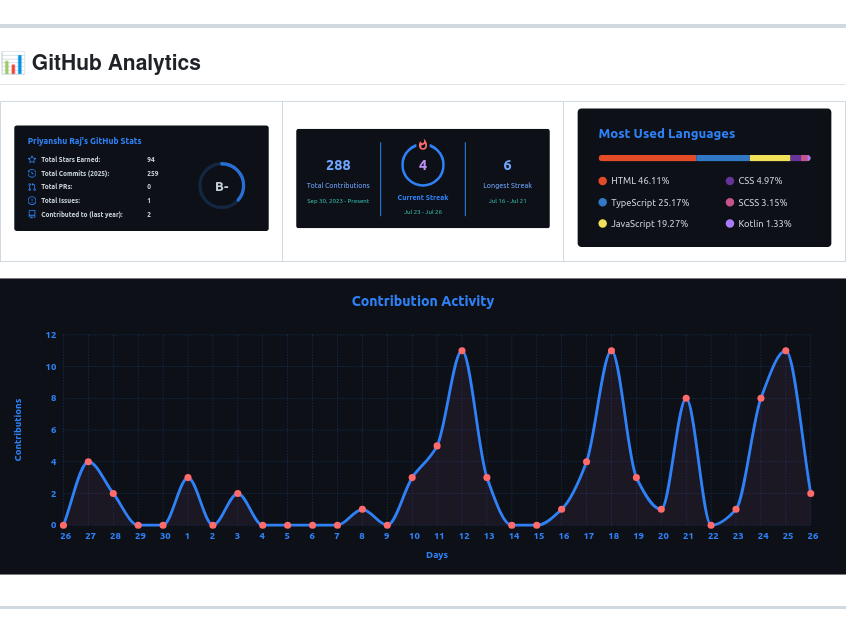 📊 GitHub Analytics
Priyanshu Raj's GitHub Stats
Total Stars Earned: 94
Total Commits (2025): 259
Total PRs: 0
Total Issues: 1
Contributed to (last year): 2
B-
288
Total Contributions
Sep 30, 2023 - Present
4
Current Streak
Jul 23 - Jul 26
6
Longest Streak
Jul 16 - Jul 21
Most Used Languages
HTML 46.11%
TypeScript 25.17%
JavaScript 19.27%
CSS 4.97%
SCSS 3.15%
Kotlin 1.33%
Contribution Activity
Contributions
12
10
8
6
4
2
0
26 27 28 29 30 1 2 3 4 5 6 7 8 9 10 11 12 13 14 15 16 17 18 19 20 21 22 23 24 25 26
Days